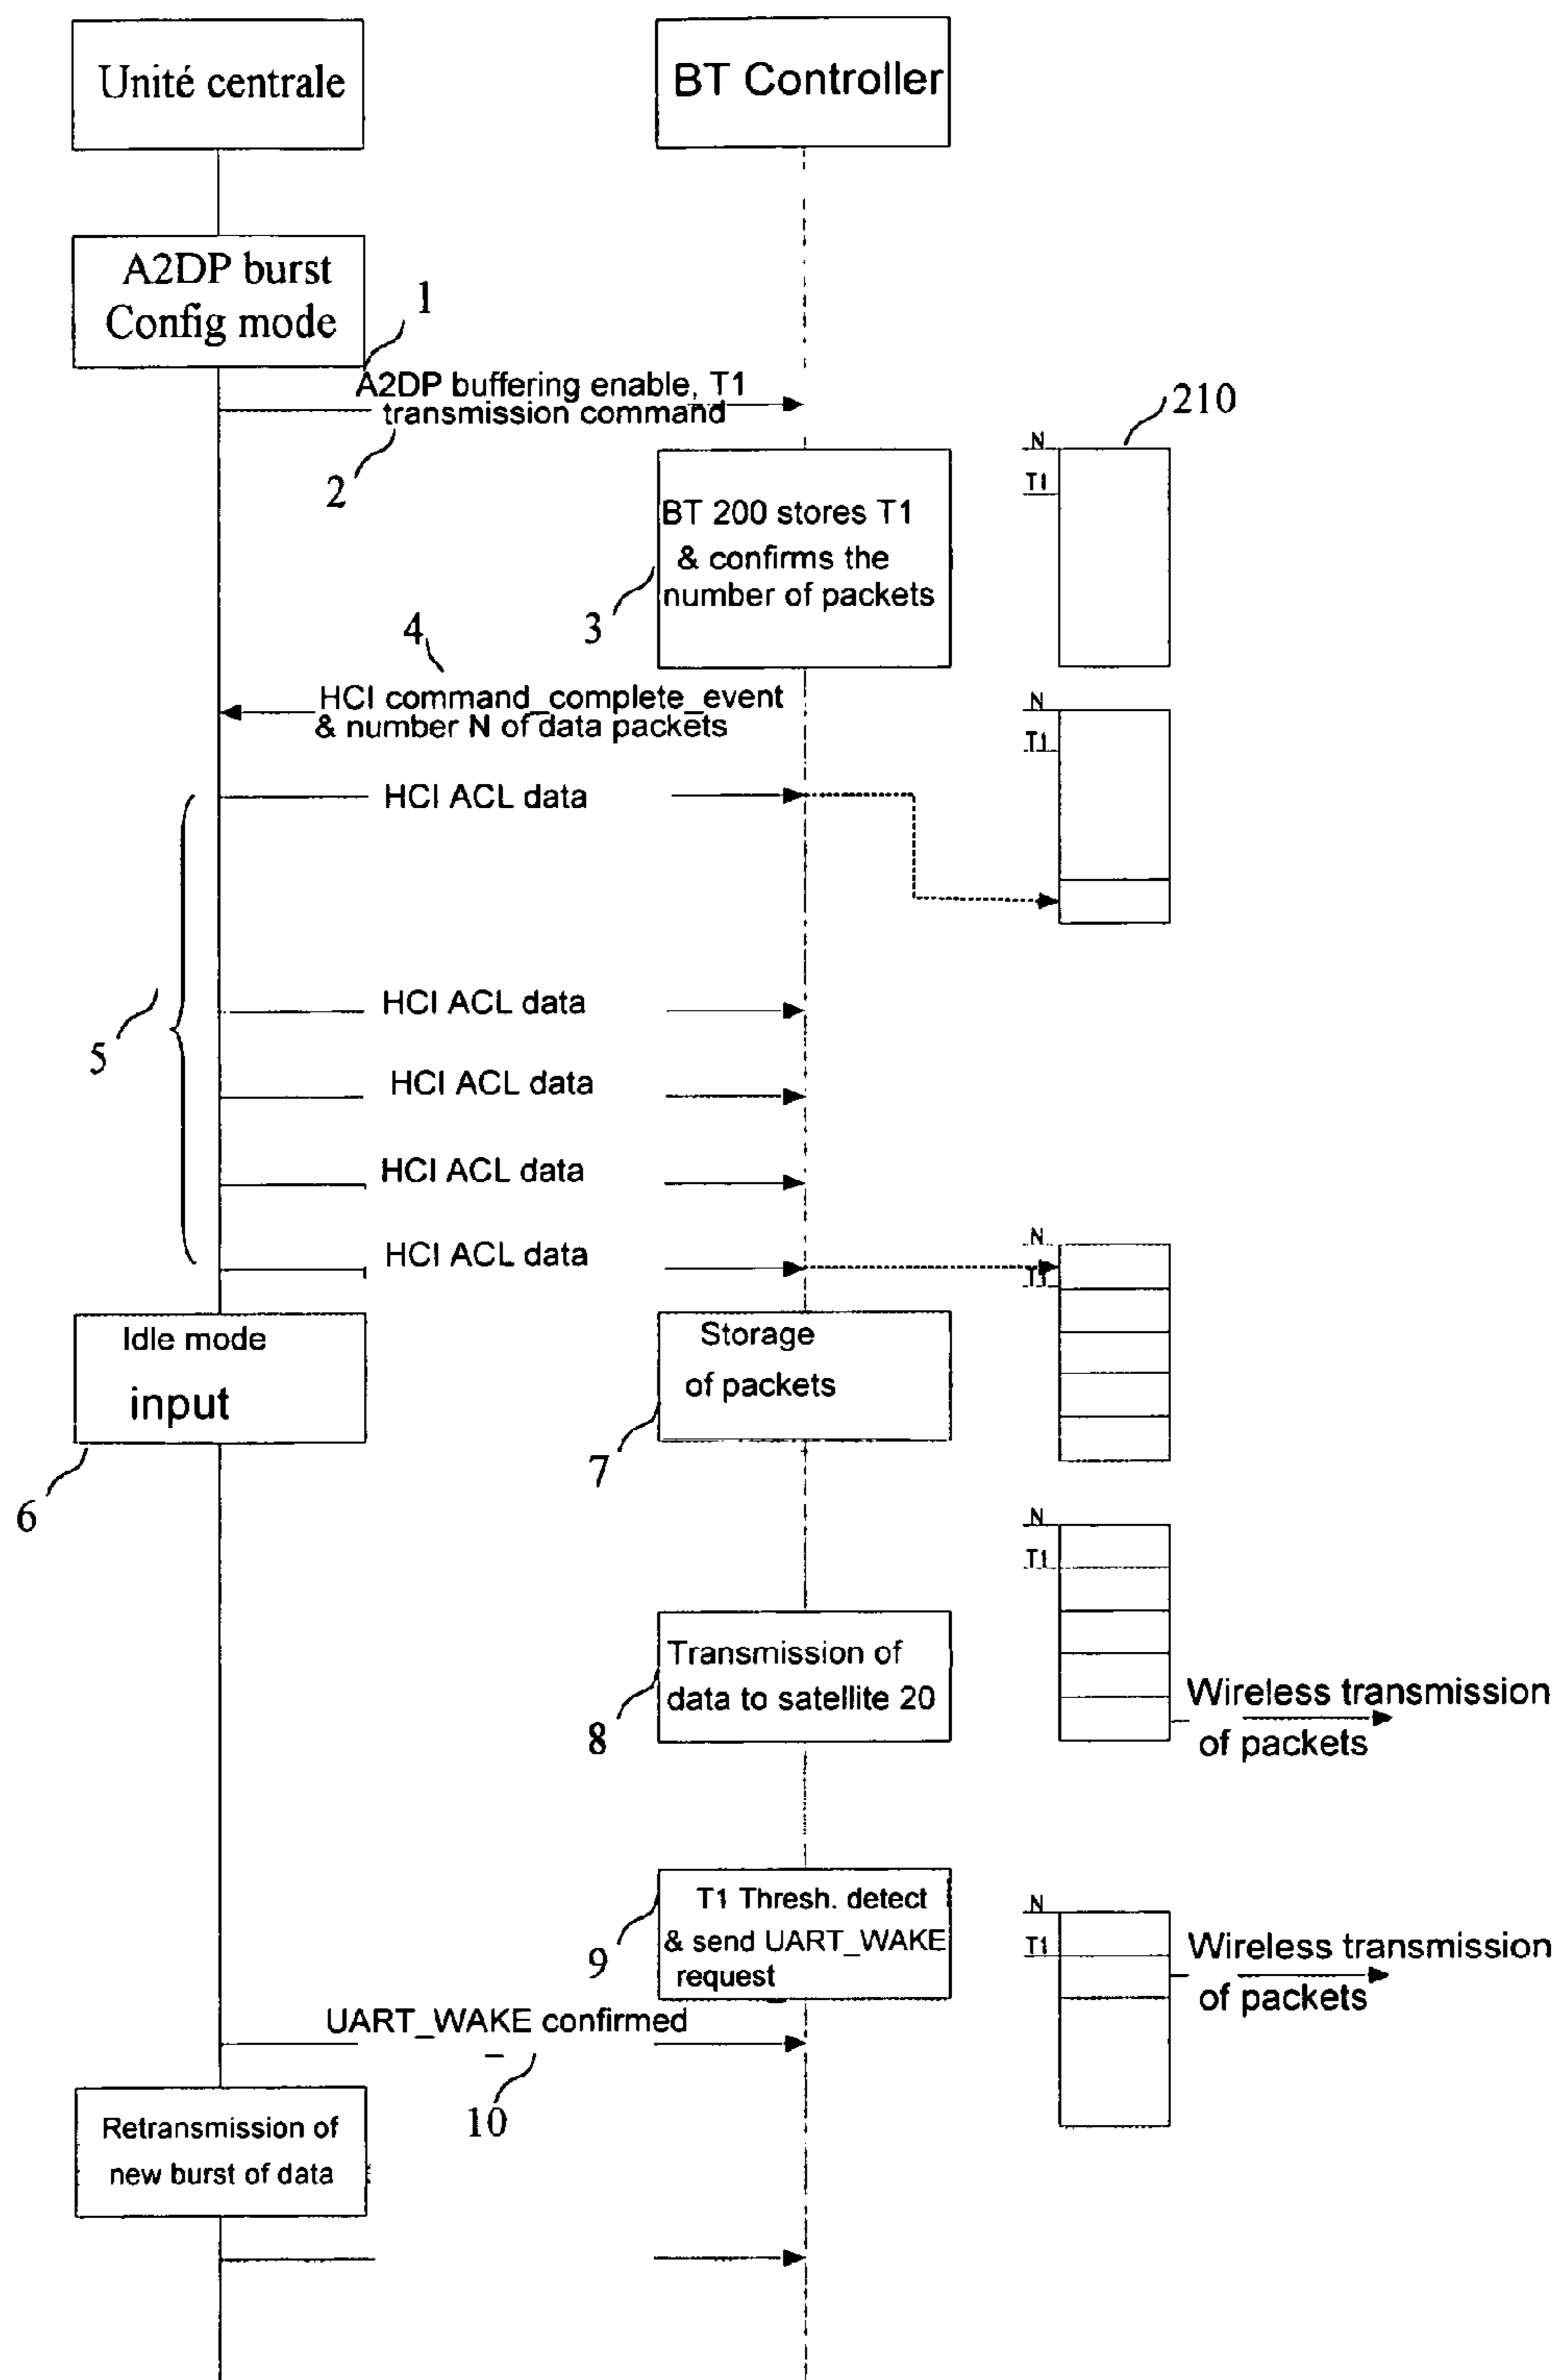 Unité centrale
BT Controller
A2DP burst
Config mode
1
A2DP buffering enable, T1
transmission command
2
210
N
T1
BT 200 stores T1
& confirms the
number of packets
3
4
HCI command_complete_event
& number N of data packets
N
T1
HCI ACL data
HCI ACL data
5
HCI ACL data
HCI ACL data
HCI ACL data
N
T1
Idle mode
input
6
Storage
of packets
7
N
T1
Transmission of
data to satellite 20
8
Wireless transmission
of packets
T1 Thresh. detect
& send UART_WAKE
request
9
N
T1
Wireless transmission
of packets
UART_WAKE confirmed
10
Retransmission of
new burst of data